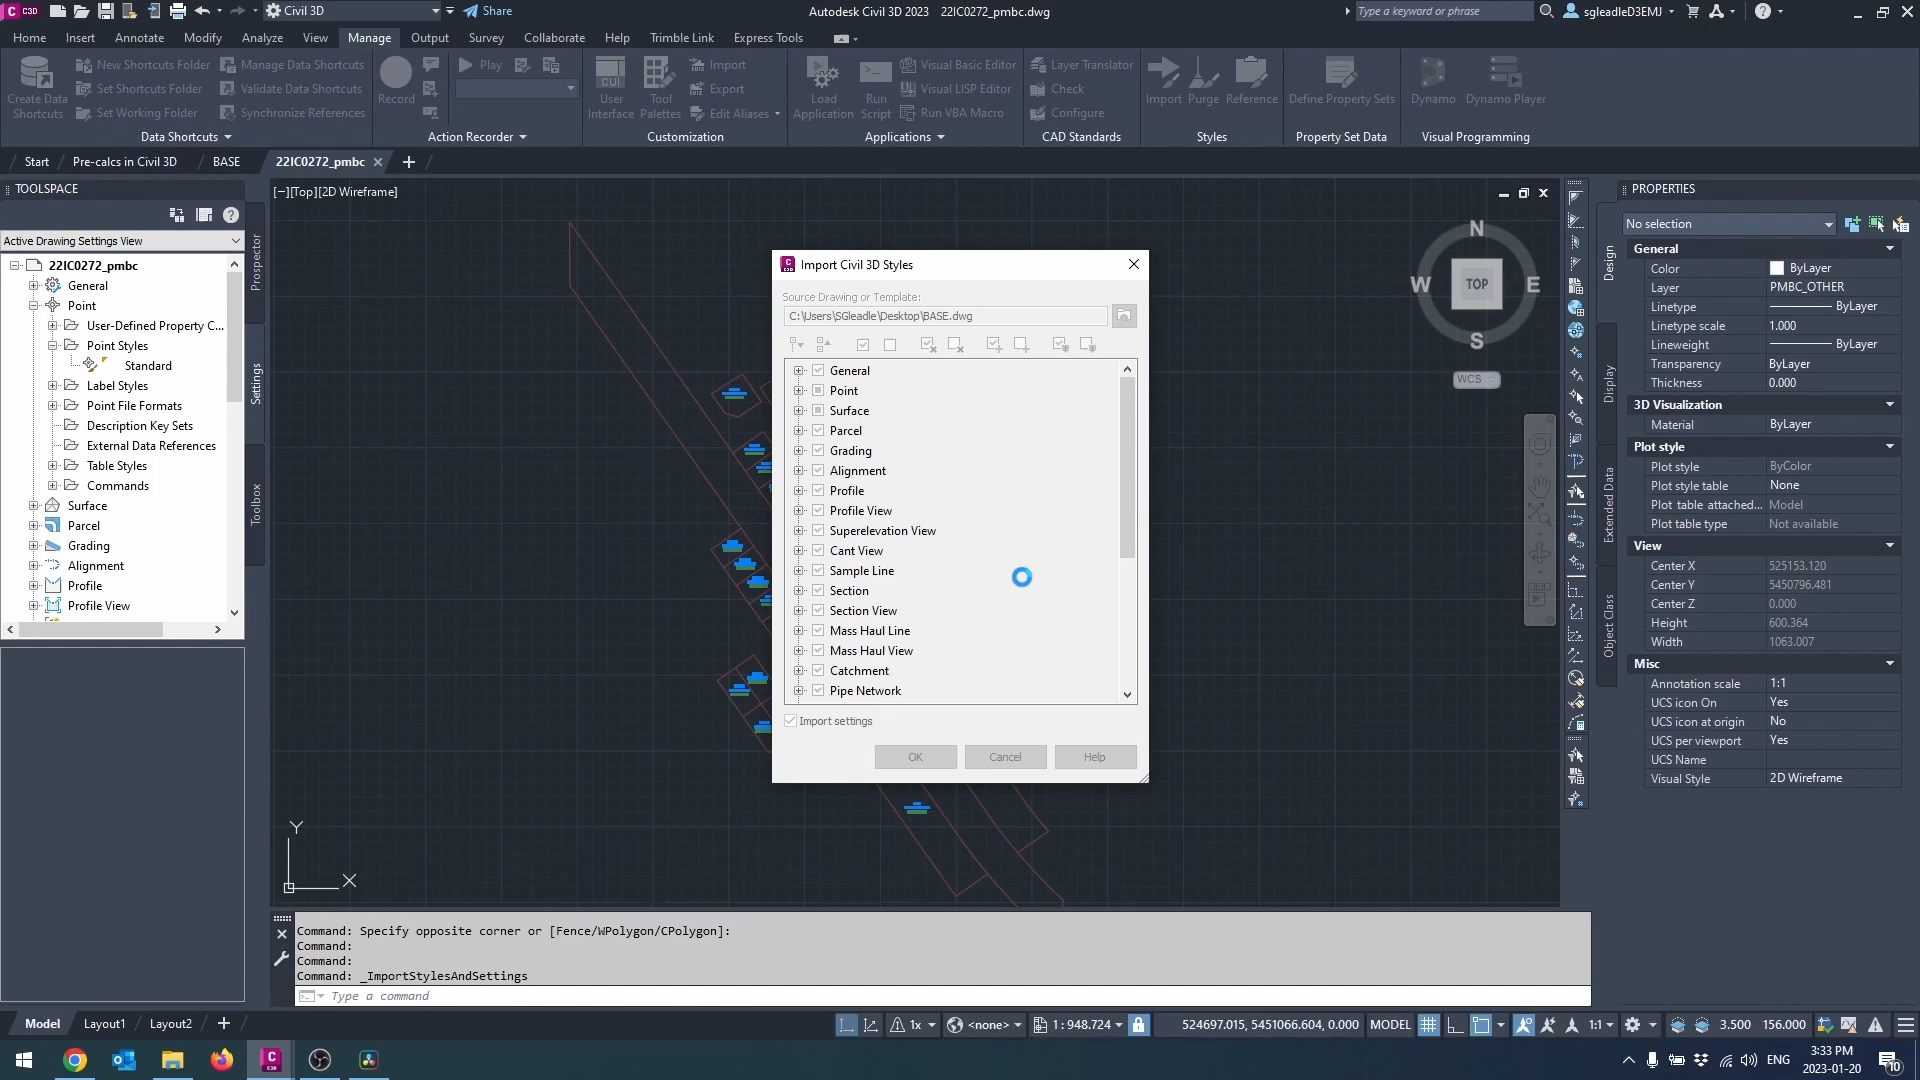 C3D Civil 3D Share Autodesk Civil 3D 2023 22IC0272_pmbc.dwg Type a keyword or phrase sgleadleD3EMJ
Home Insert Annotate Modify Analyze View Manage Output Survey Collaborate Help Trimble Link Express Tools
New Shortcuts Folder Manage Data Shortcuts Play Import Visual Basic Editor Layer Translator
Set Shortcuts Folder Validate Data Shortcuts Export Visual LISP Editor Check
Create Data Shortcuts Record User Interface Tool Palettes Load Application Run Script Import Purge Reference Define Property Sets Dynamo Dynamo Player
Set Working Folder Synchronize References Edit Aliases Run VBA Macro Configure
Data Shortcuts Action Recorder Customization Applications CAD Standards Styles Property Set Data Visual Programming
Start Pre-calcs in Civil 3D BASE 22IC0272_pmbc
TOOLSPACE
Active Drawing Settings View
22IC0272_pmbc
General
Point
User-Defined Property C...
Point Styles
Standard
Label Styles
Point File Formats
Description Key Sets
External Data References
Table Styles
Commands
Surface
Parcel
Grading
Alignment
Profile
Profile View
Prospector
Settings
Toolbox
[−][Top][2D Wireframe]
N
W TOP E
S
WCS
Y
X
Import Civil 3D Styles
Source Drawing or Template:
C:\Users\SGleadle\Desktop\BASE.dwg
General
Point
Surface
Parcel
Grading
Alignment
Profile
Profile View
Superelevation View
Cant View
Sample Line
Section
Section View
Mass Haul Line
Mass Haul View
Catchment
Pipe Network
Import settings
OK Cancel Help
Command: Specify opposite corner or [Fence/WPolygon/CPolygon]:
Command:
Command:
Command: _ImportStylesAndSettings
Type a command
PROPERTIES
No selection
Design
Display
Extended Data
Object Class
General
Color ByLayer
Layer PMBC_OTHER
Linetype ByLayer
Linetype scale 1.000
Lineweight ByLayer
Transparency ByLayer
Thickness 0.000
3D Visualization
Material ByLayer
Plot style
Plot style ByColor
Plot style table None
Plot table attached... Model
Plot table type Not available
View
Center X 525153.120
Center Y 5450796.481
Center Z 0.000
Height 600.364
Width 1063.007
Misc
Annotation scale 1:1
UCS icon On Yes
UCS icon at origin No
UCS per viewport Yes
UCS Name
Visual Style 2D Wireframe
Model Layout1 Layout2 + 1x <none> 1 : 948.724 524697.015, 5451066.604, 0.000 MODEL 1:1 3.500 156.000
ENG 3:33 PM
2023-01-20 10